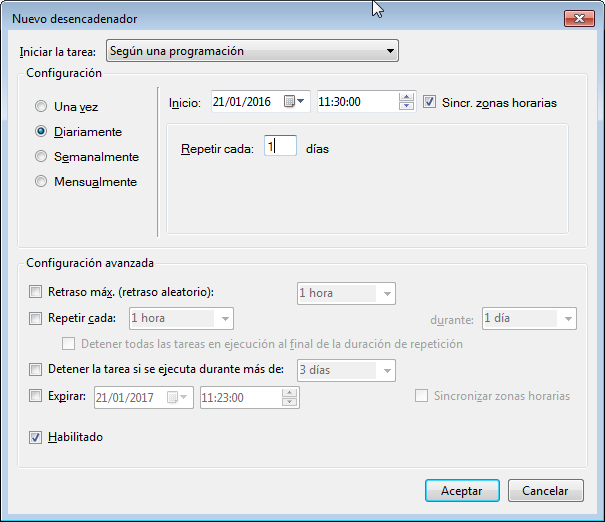 Nuevo desencadenador
Iniciar la tarea: Según una programación
Configuración
Una vez
Diariamente
Semanalmente
Mensualmente
Inicio: 21/01/2016 11:30:00 Sincr. zonas horarias
Repetir cada: 1 días
Configuración avanzada
Retraso máx. (retraso aleatorio): 1 hora
Repetir cada: 1 hora durante: 1 día
Detener todas las tareas en ejecución al final de la duración de repetición
Detener la tarea si se ejecuta durante más de: 3 días
Expirar: 21/01/2017 11:23:00 Sincronizar zonas horarias
Habilitado
Aceptar Cancelar